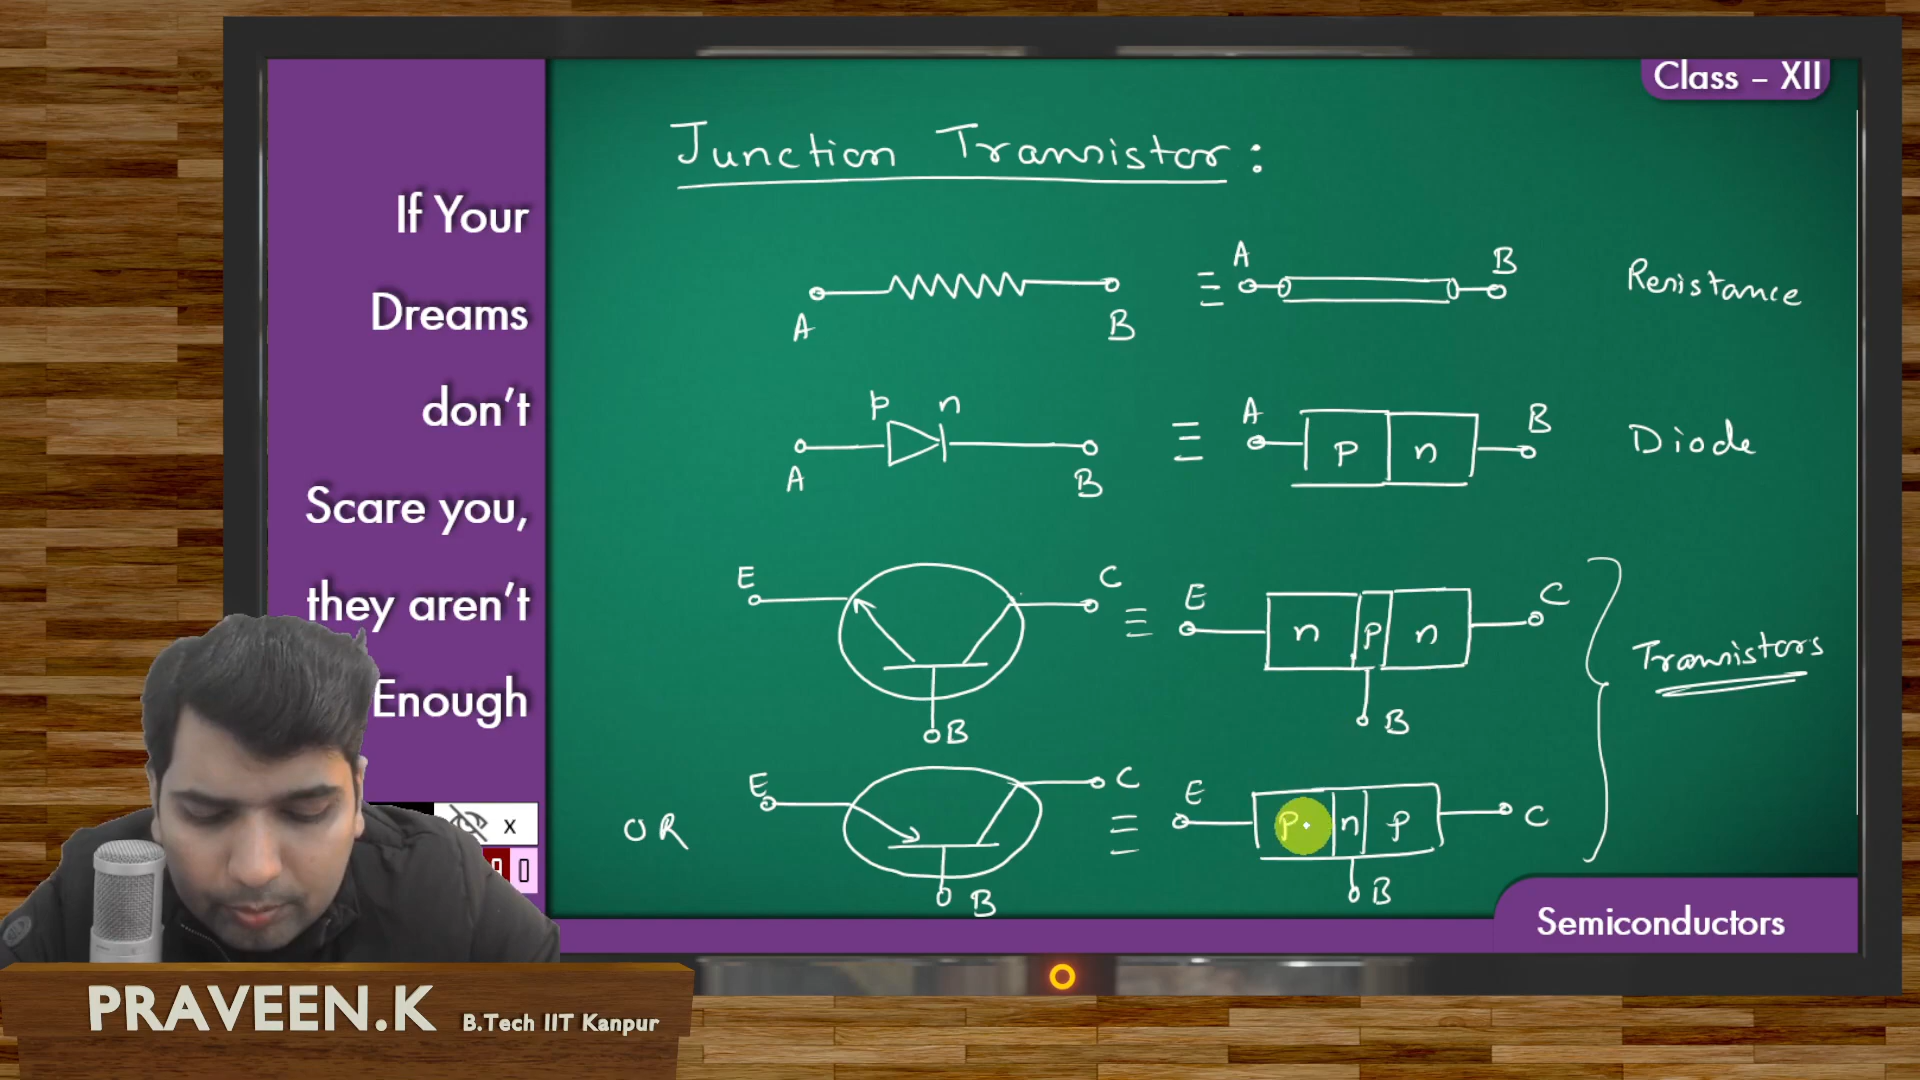 Class – XII
If Your
Dreams
don't
Scare you,
they aren't
Enough
Junction Transistor :
A B ≡ A B Resistance
p n
A B ≡ A p n B Diode
E C B ≡ E n p n C B Transistors
OR E C B ≡ E p n p C B
x
Semiconductors
PRAVEEN.K B.Tech IIT Kanpur